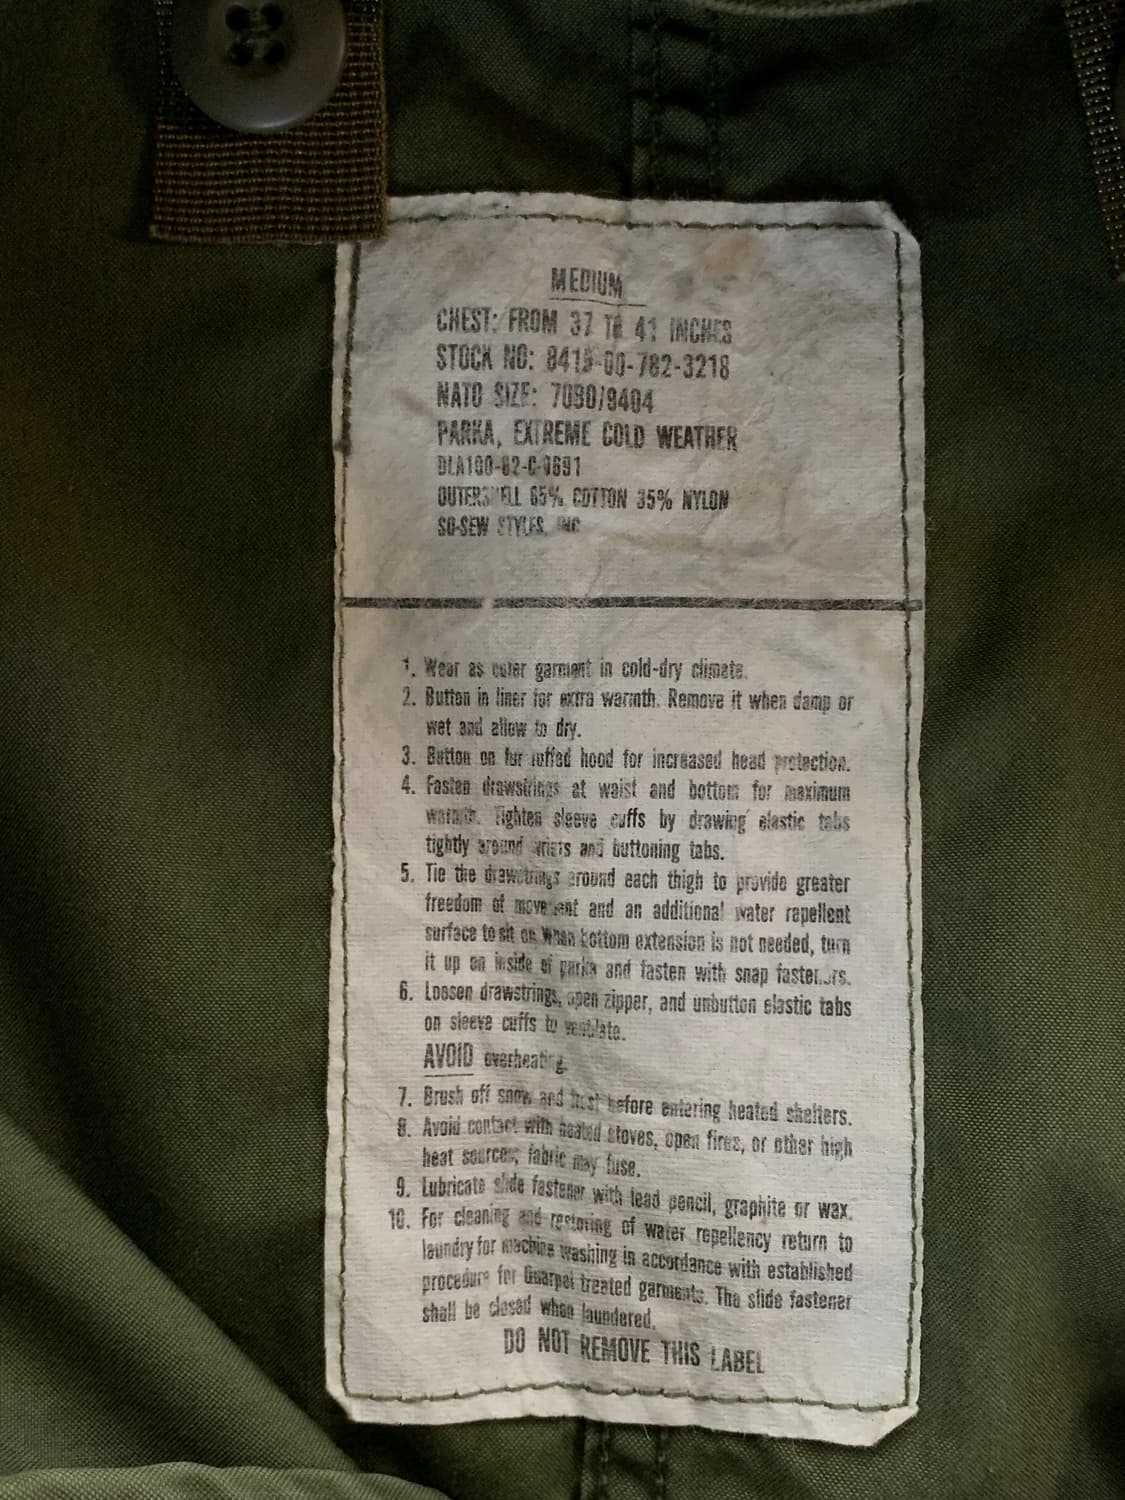 MEDIUM
CHEST: FROM 37 TO 41 INCHES
STOCK NO: 8415-00-782-3218
NATO SIZE: 7080/9404
PARKA, EXTREME COLD WEATHER
DLA100-82-C-0691
OUTERSHELL 65% COTTON 35% NYLON
SO-SEW STYLES, INC
1. Wear as outer garment in cold-dry climate.
2. Button in liner for extra warmth. Remove it when damp or
wet and allow to dry.
3. Button on fur ruffed hood for increased head protection.
4. Fasten drawstrings at waist and bottom for maximum
warmth. Tighten sleeve cuffs by drawing elastic tabs
tightly around wrists and buttoning tabs.
5. Tie the drawstrings around each thigh to provide greater
freedom of movement and an additional water repellent
surface to sit on. When bottom extension is not needed, turn
it up on inside of parka and fasten with snap fasteners.
6. Loosen drawstrings, open zipper, and unbutton elastic tabs
on sleeve cuffs to ventilate.
AVOID overheating.
7. Brush off snow and frost before entering heated shelters.
8. Avoid contact with heated stoves, open fires, or other high
heat sources; fabric may fuse.
9. Lubricate slide fastener with lead pencil, graphite or wax.
10. For cleaning and restoring of water repellency return to
laundry for machine washing in accordance with established
procedure for Quarpel treated garments. The slide fastener
shall be closed when laundered.
DO NOT REMOVE THIS LABEL